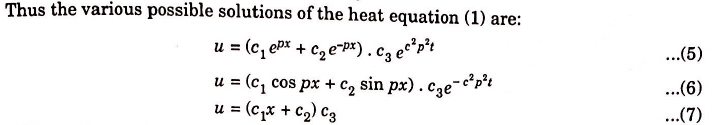 Thus the various possible solutions of the heat equation (1) are:
u = (c₁ eᵖˣ + c₂ e⁻ᵖˣ) . c₃ e^(c²p²t) ...(5)
u = (c₁ cos px + c₂ sin px) . c₃e^(–c²p²t) ...(6)
u = (c₁x + c₂) c₃ ...(7)